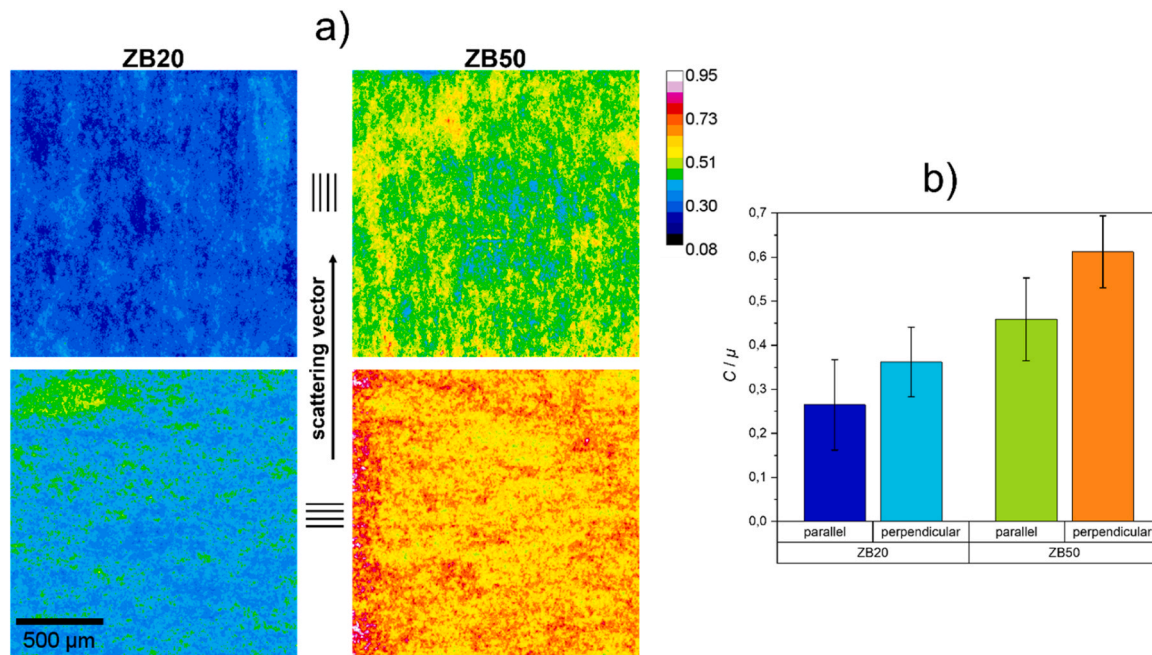 a)
ZB20
ZB50
0.95
0.73
0.51
0.30
0.08
scattering vector
500 µm
b)
C / µ
0,7
0,6
0,5
0,4
0,3
0,2
0,1
0,0
parallel
perpendicular
parallel
perpendicular
ZB20
ZB50